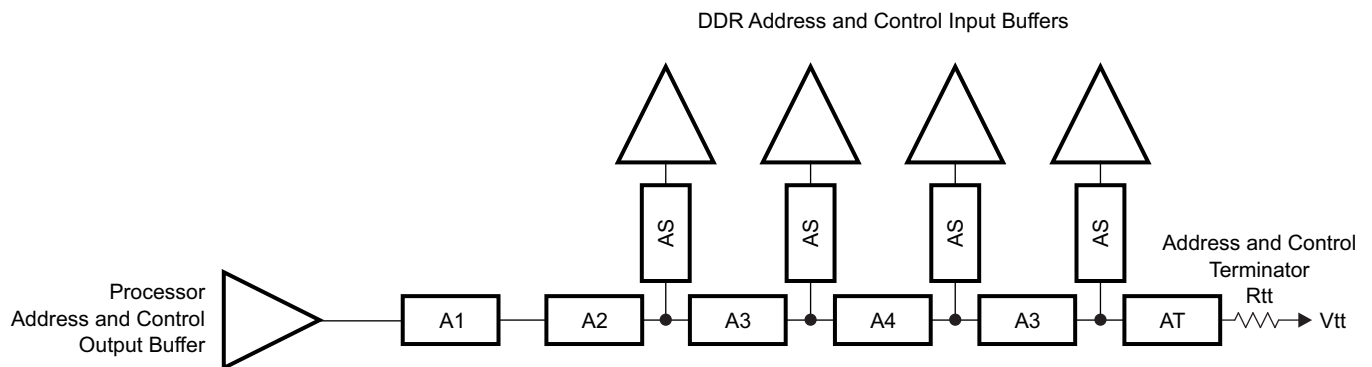 DDR Address and Control Input Buffers
AS
AS
AS
AS
Address and Control
Terminator
Rtt
Processor
Address and Control
Output Buffer
A1
A2
A3
A4
A3
AT
Vtt